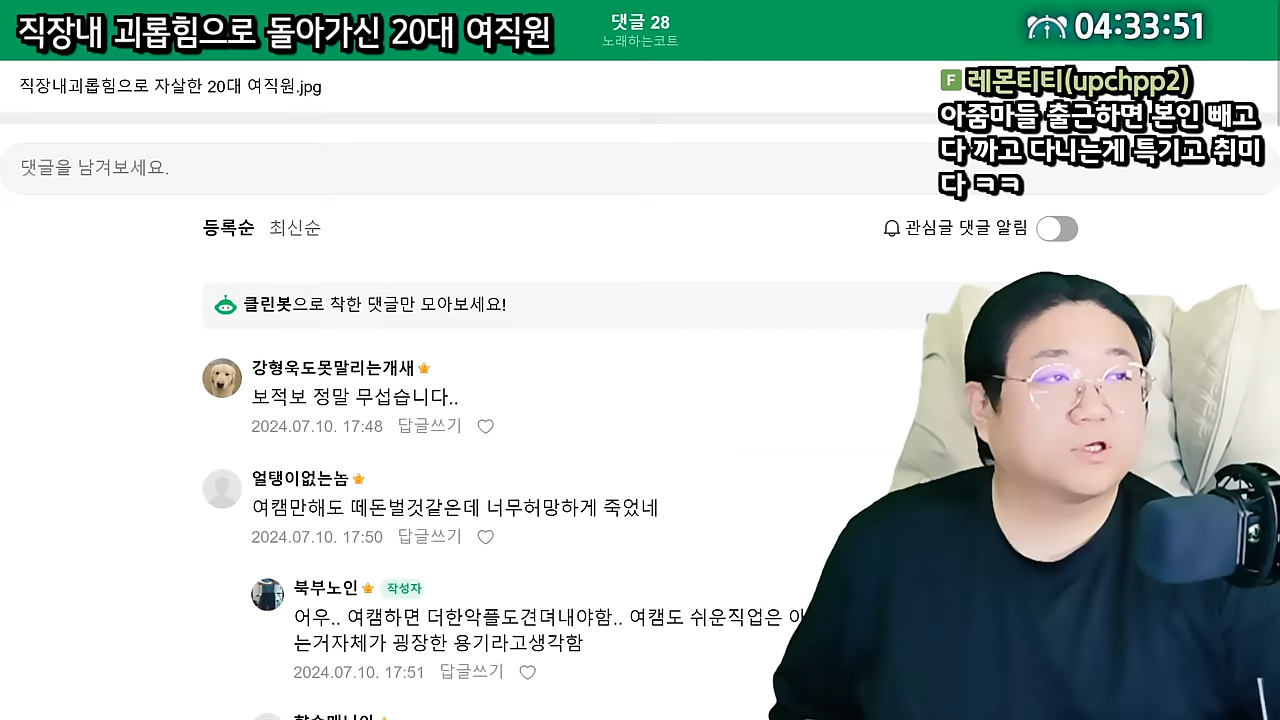 직장내 괴롭힘으로 돌아가신 20대 여직원
댓글 28
노래하는코트
04:33:51
직장내괴롭힘으로 자살한 20대 여직원.jpg
F 레몬티티(upchpp2)
아줌마들 출근하면 본인 빼고
다 까고 다니는게 특기고 취미
다 ㅋㅋ
댓글을 남겨보세요.
등록순 최신순
관심글 댓글 알림
클린봇으로 착한 댓글만 모아보세요!
강형욱도못말리는개새
보적보 정말 무섭습니다..
2024.07.10. 17:48 답글쓰기
얼탱이없는놈
여캠만해도 떼돈벌것같은데 너무허망하게 죽었네
2024.07.10. 17:50 답글쓰기
북부노인 작성자
어우.. 여캠하면 더한악플도견뎌내야함.. 여캠도 쉬운직업은 아
는거자체가 굉장한 용기라고생각함
2024.07.10. 17:51 답글쓰기